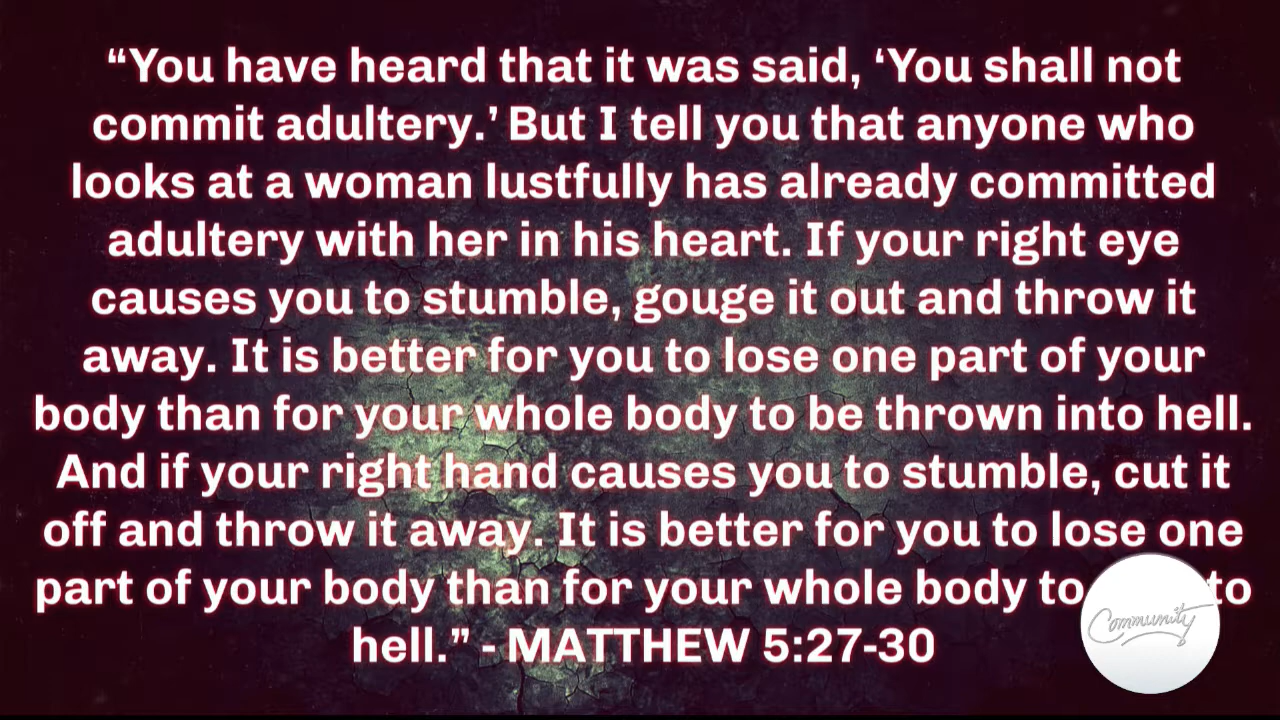 “You have heard that it was said, ‘You shall not
commit adultery.’ But I tell you that anyone who
looks at a woman lustfully has already committed
adultery with her in his heart. If your right eye
causes you to stumble, gouge it out and throw it
away. It is better for you to lose one part of your
body than for your whole body to be thrown into hell.
And if your right hand causes you to stumble, cut it
off and throw it away. It is better for you to lose one
part of your body than for your whole body to to
hell.” - MATTHEW 5:27-30
Community